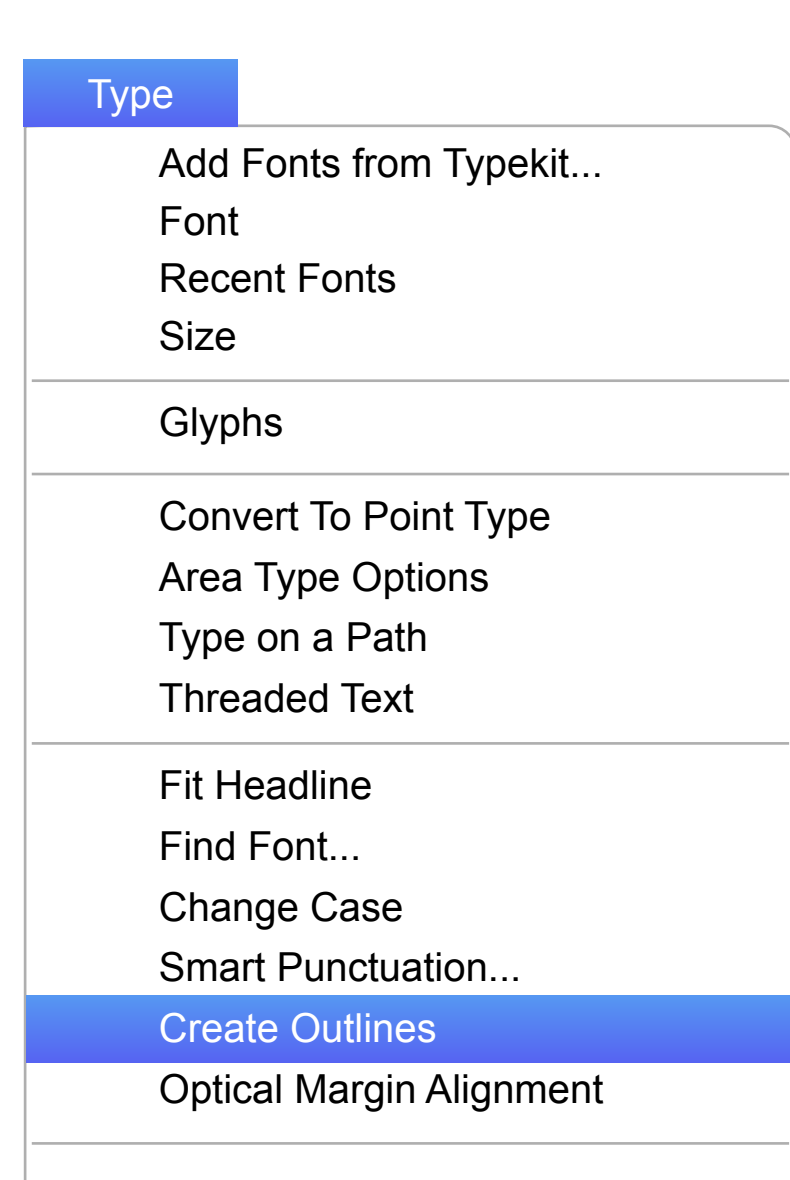 Type
Add Fonts from Typekit...
Font
Recent Fonts
Size
Glyphs
Convert To Point Type
Area Type Options
Type on a Path
Threaded Text
Fit Headline
Find Font...
Change Case
Smart Punctuation...
Create Outlines
Optical Margin Alignment